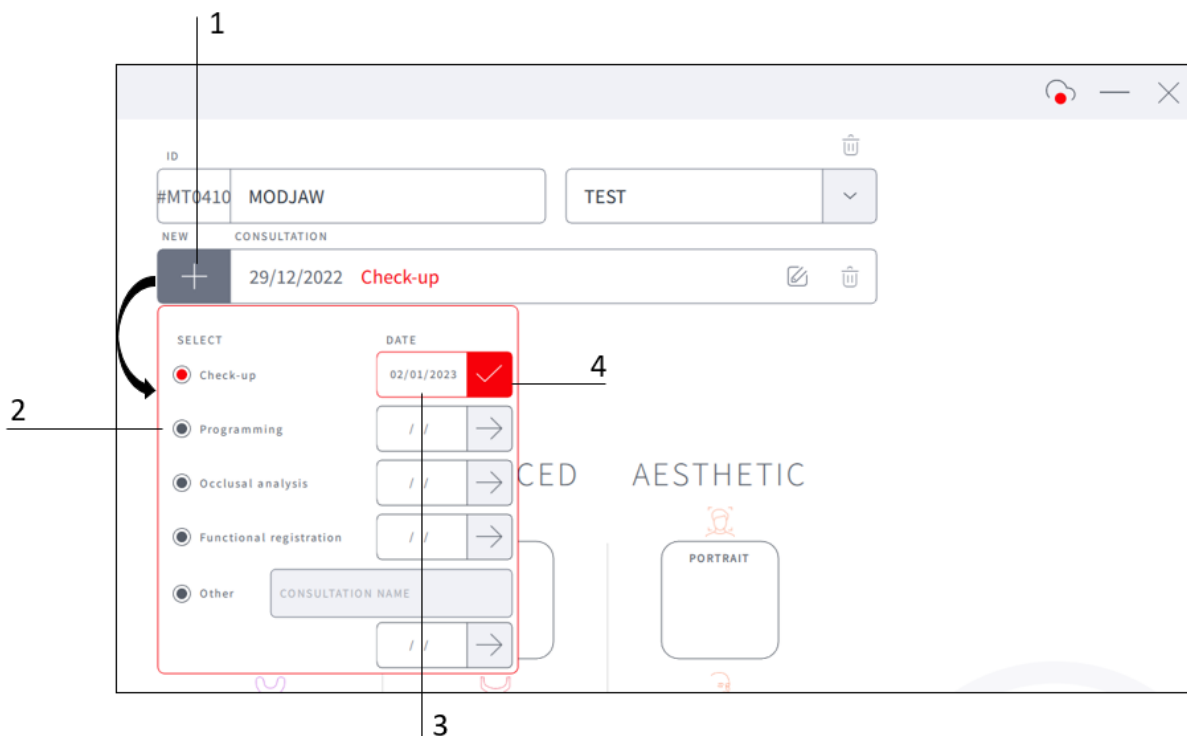 1
ID
#MT0410 MODJAW TEST
NEW CONSULTATION
29/12/2022 Check-up
SELECT DATE
Check-up 02/01/2023
4
2
Programming / /
CED AESTHETIC
Occlusal analysis / /
Functional registration / /
PORTRAIT
Other CONSULTATION NAME
/ /
3